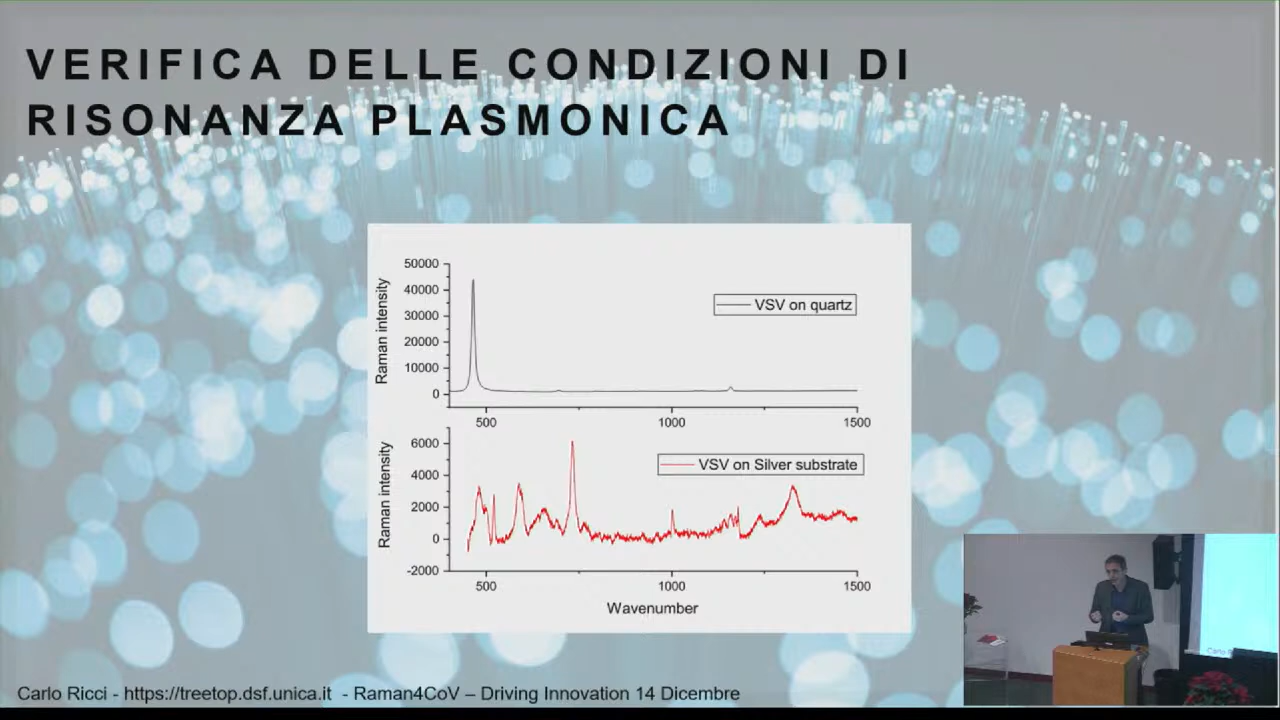 VERIFICA DELLE CONDIZIONI DI
RISONANZA PLASMONICA
50000
40000
30000
20000
10000
0
Raman intensity
VSV on quartz
500
1000
1500
6000
4000
2000
0
-2000
Raman intensity
VSV on Silver substrate
500
1000
1500
Wavenumber
Carlo Ricci - https://treetop.dsf.unica.it - Raman4CoV – Driving Innovation 14 Dicembre